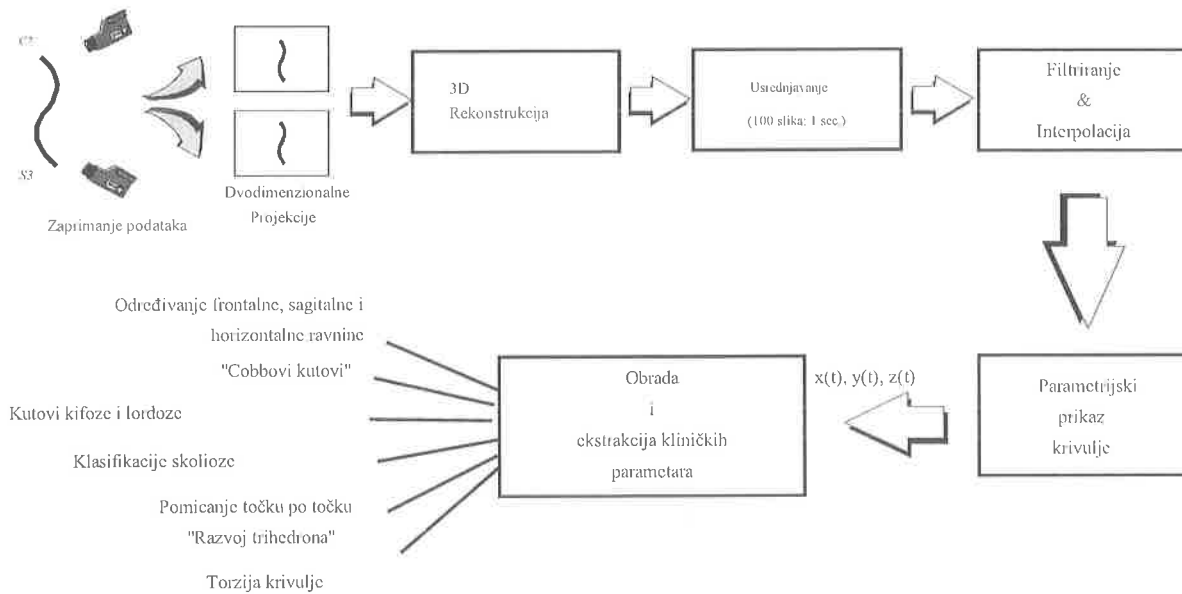 C7
S3
Zaprimanje podataka
Dvodimenzionalne
Projekcije
3D
Rekonstrukcija
Usrednjavanje
(100 slika: 1 sec.)
Filtriranje
&
Interpolacija
Parametrijski
prikaz
krivulje
x(t), y(t), z(t)
Obrada
i
ekstrakcija kliničkih
parametara
Određivanje frontalne, sagitalne i
horizontalne ravnine
"Cobbovi kutovi"
Kutovi kifoze i lordoze
Klasifikacije skolioze
Pomicanje točku po točku
"Razvoj trihedrona"
Torzija krivulje